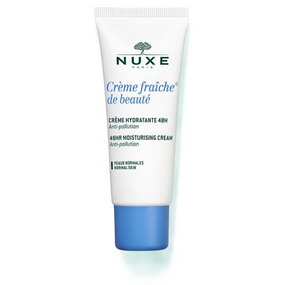 NUXE
PARIS
Crème fraîche®
de beauté
CRÈME HYDRATANTE 48H
Anti-pollution
48HR MOISTURISING CREAM
Anti-pollution
PEAUX NORMALES
NORMAL SKIN